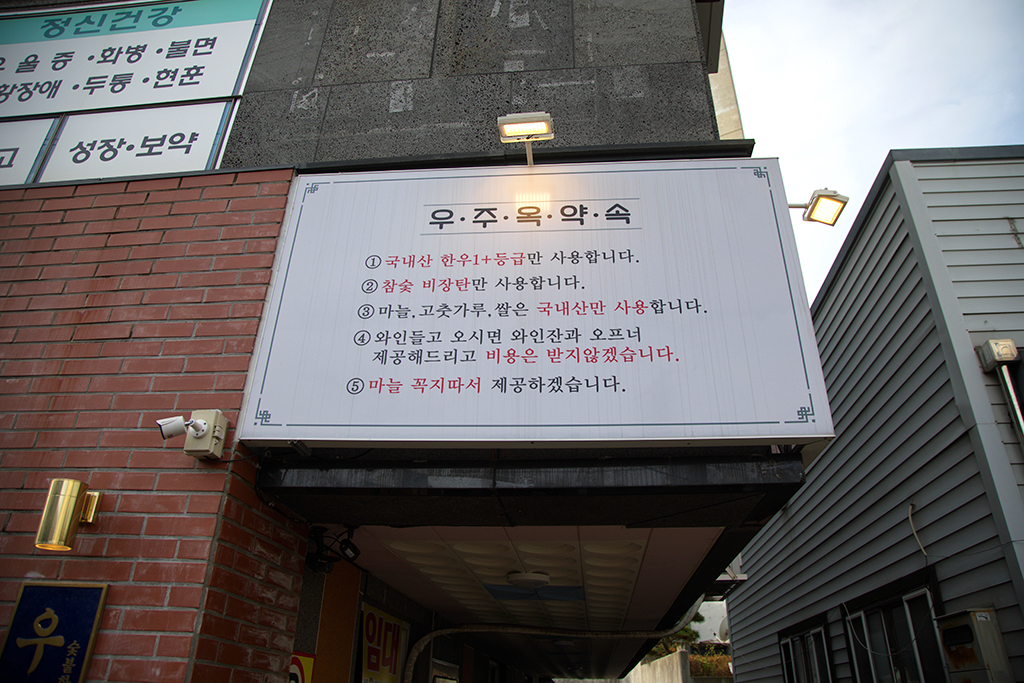 정신건강
울증·화병·불면
황장애·두통·현훈
고
성장·보약
우·주·옥·약·속
①국내산 한우1+등급만 사용합니다.
②참숯 비장탄만 사용합니다.
③마늘.고춧가루.쌀은 국내산만 사용합니다.
④와인들고 오시면 와인잔과 오프너
제공해드리고 비용은 받지않겠습니다.
⑤마늘 꼭지따서 제공하겠습니다.
우
숯불
임대